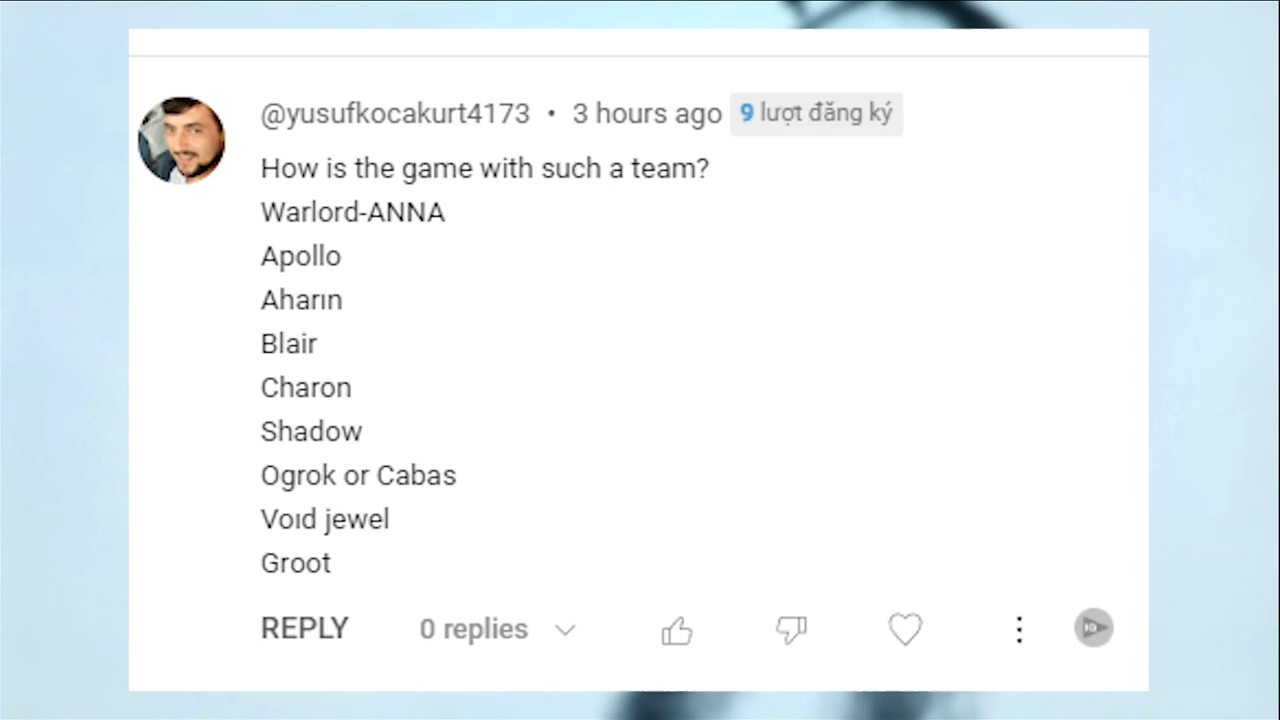 @yusufkocakurt4173 • 3 hours ago 9 lượt đăng ký
How is the game with such a team?
Warlord-ANNA
Apollo
Aharın
Blair
Charon
Shadow
Ogrok or Cabas
Voıd jewel
Groot
REPLY 0 replies